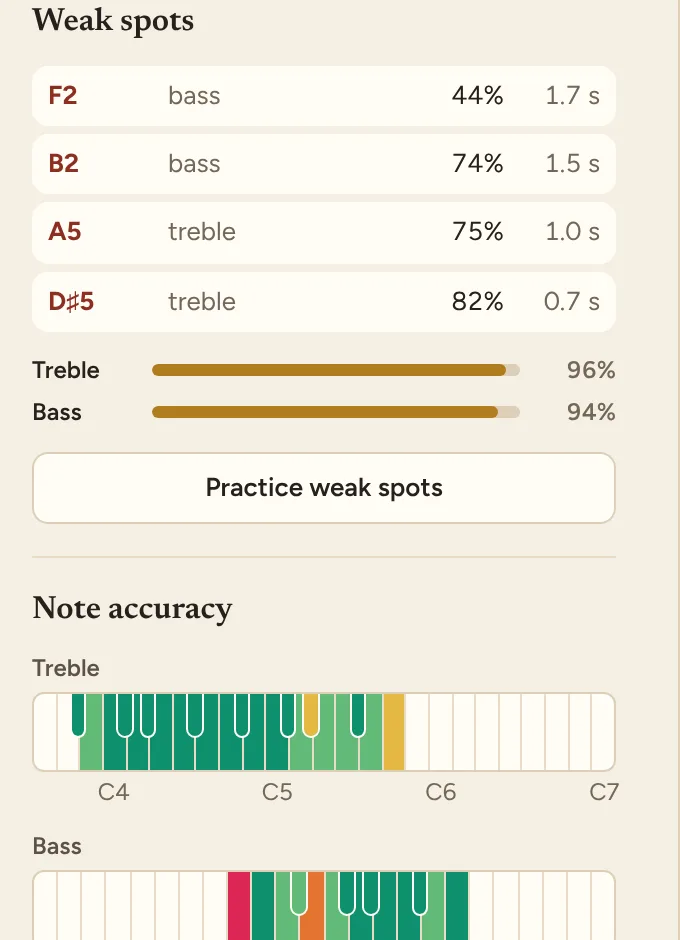 Weak spots
F2 bass 44% 1.7 s
B2 bass 74% 1.5 s
A5 treble 75% 1.0 s
D♯5 treble 82% 0.7 s
Treble 96%
Bass 94%
Practice weak spots
Note accuracy
Treble
C4 C5 C6 C7
Bass